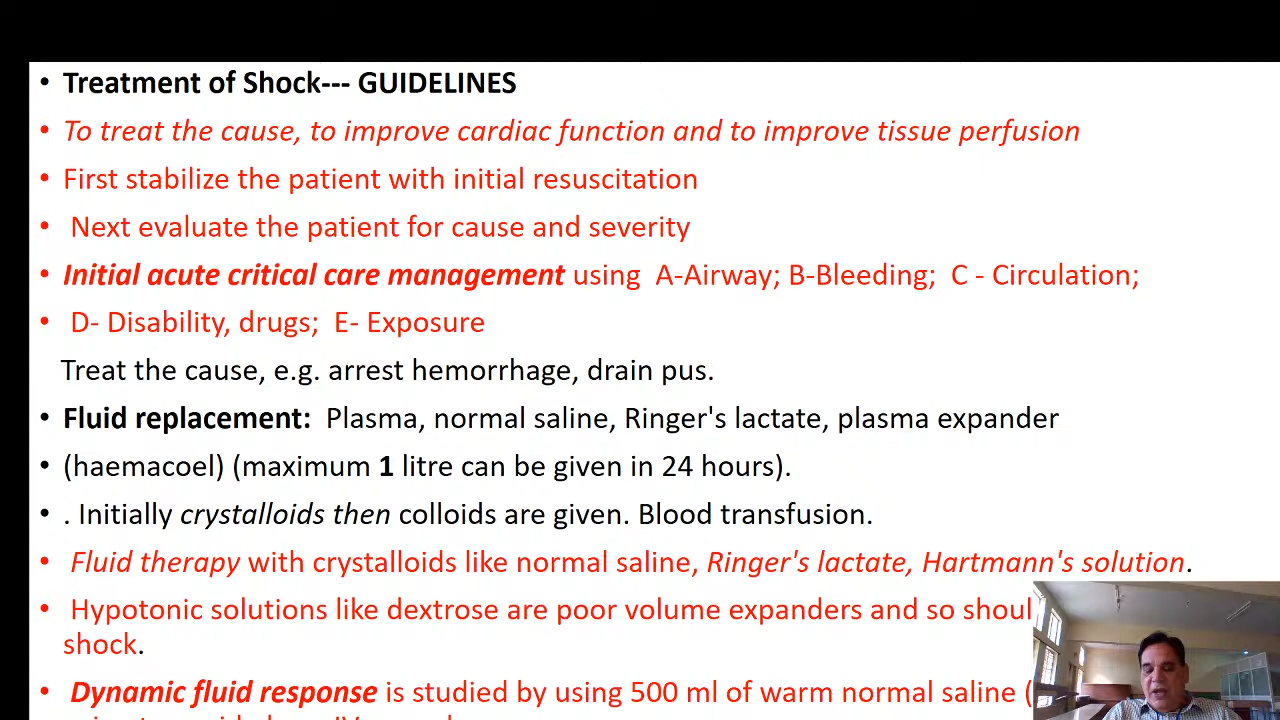 • Treatment of Shock--- GUIDELINES
• To treat the cause, to improve cardiac function and to improve tissue perfusion
• First stabilize the patient with initial resuscitation
• Next evaluate the patient for cause and severity
• Initial acute critical care management using A-Airway; B-Bleeding; C - Circulation;
• D- Disability, drugs; E- Exposure
Treat the cause, e.g. arrest hemorrhage, drain pus.
• Fluid replacement: Plasma, normal saline, Ringer's lactate, plasma expander
• (haemacoel) (maximum 1 litre can be given in 24 hours).
• . Initially crystalloids then colloids are given. Blood transfusion.
• Fluid therapy with crystalloids like normal saline, Ringer's lactate, Hartmann's solution.
• Hypotonic solutions like dextrose are poor volume expanders and so shoul
shock.
• Dynamic fluid response is studied by using 500 ml of warm normal saline (